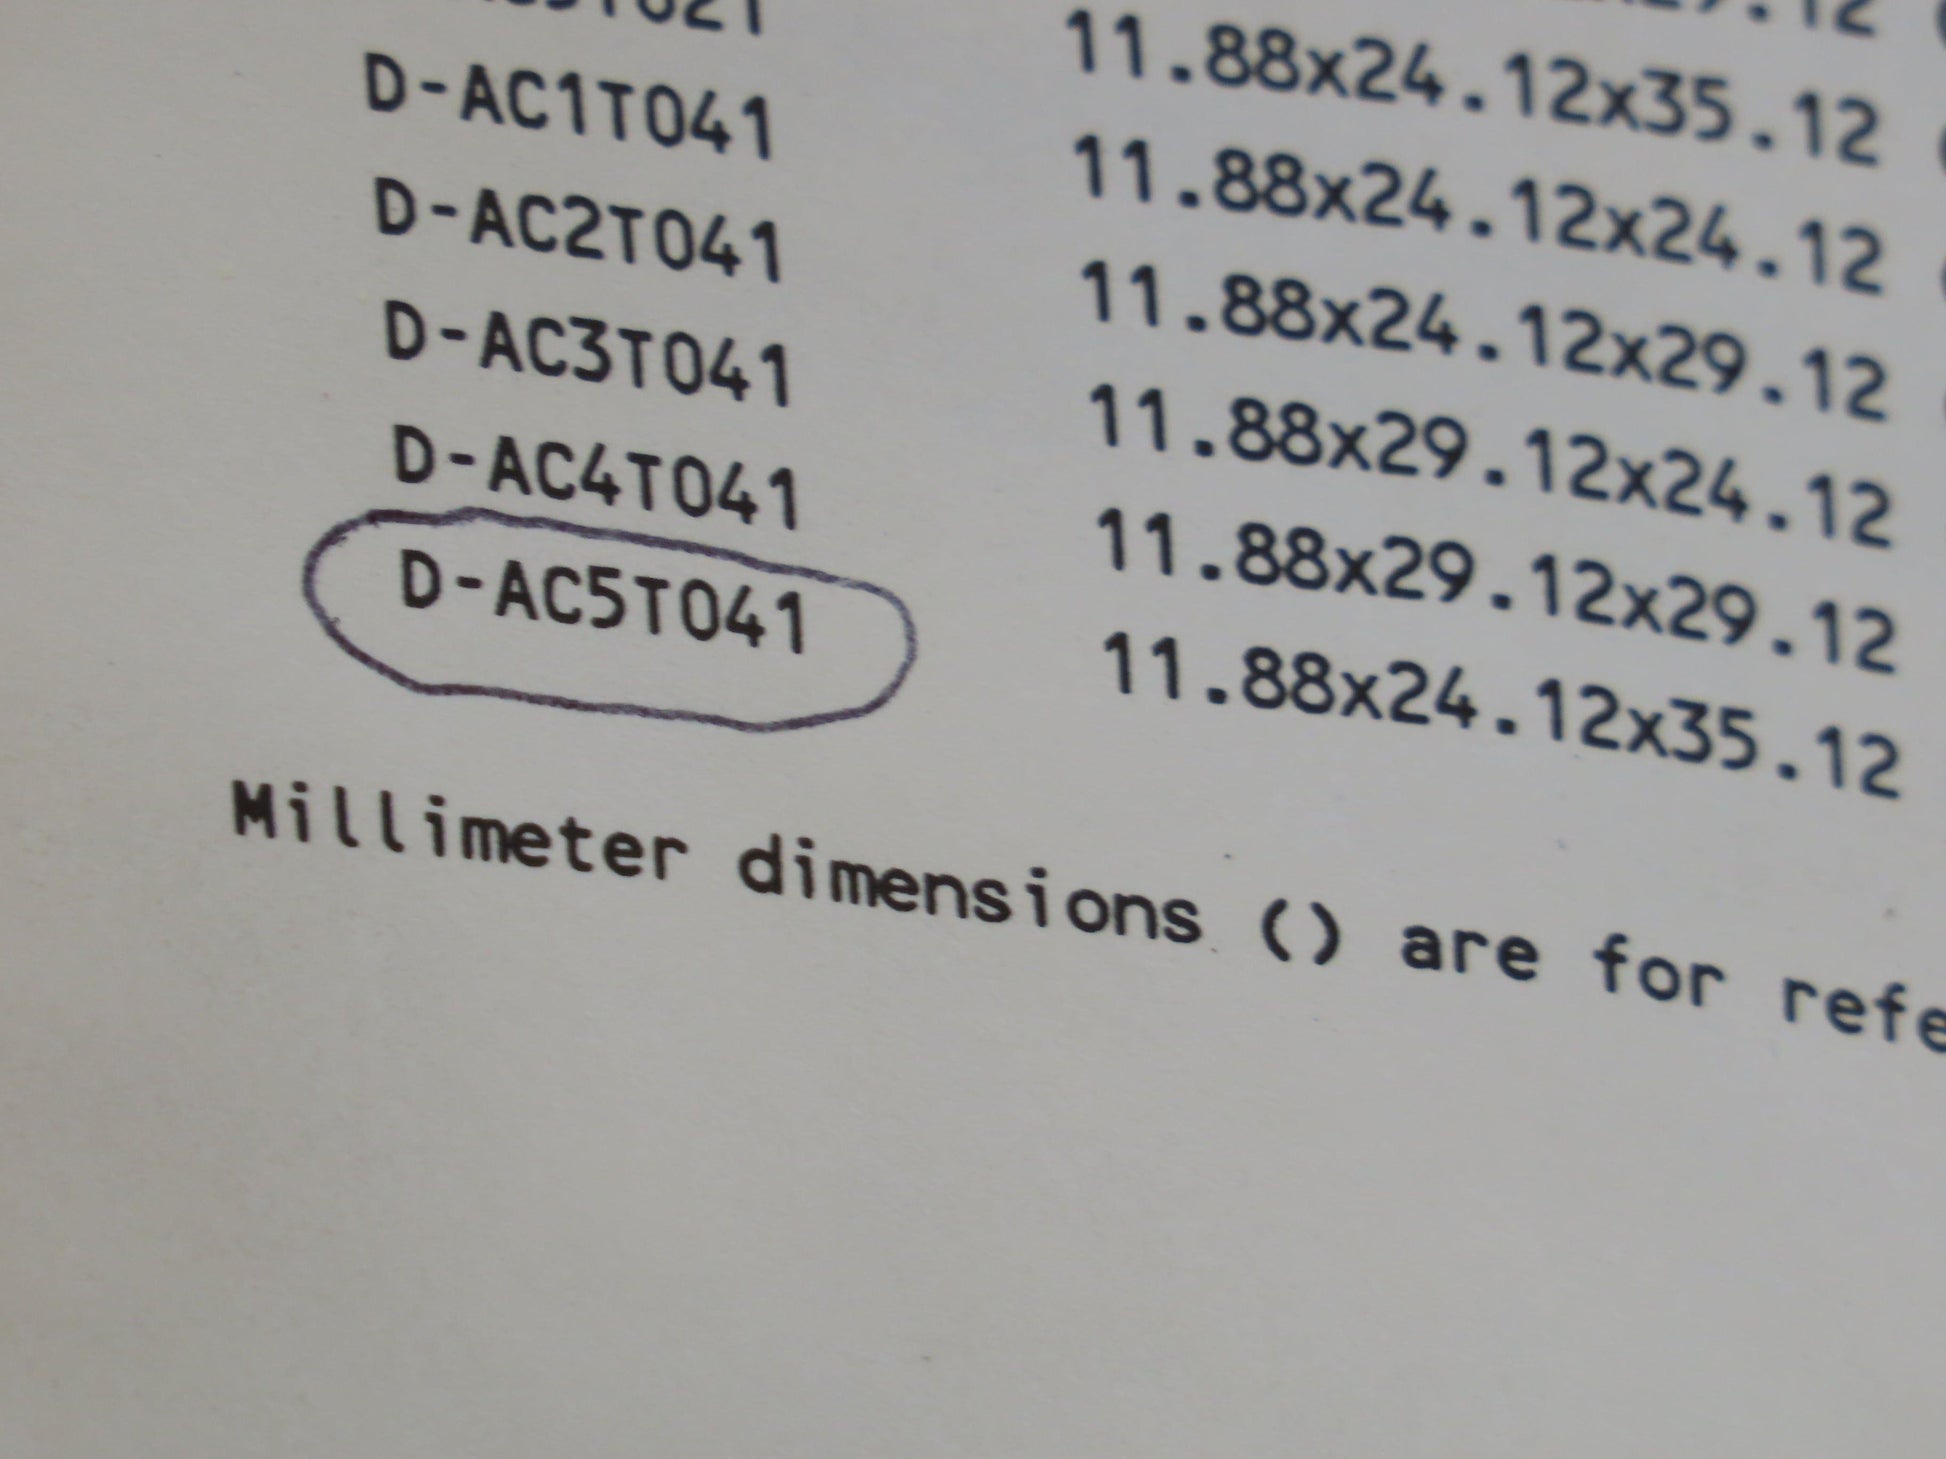 11.88x24.12x35.12
D-AC1T041 11.88x24.12x24.12
D-AC2T041 11.88x24.12x29.12
D-AC3T041 11.88x29.12x24.12
D-AC4T041 11.88x29.12x29.12
D-AC5T041 11.88x24.12x35.12
Millimeter dimensions () are for refe